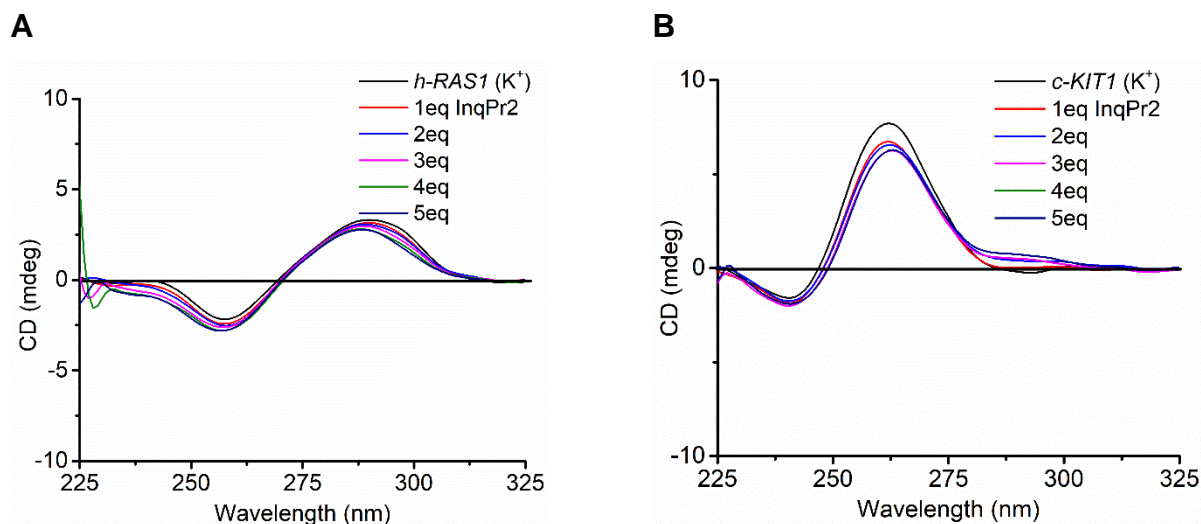 A
10
5
0
-5
-10
CD (mdeg)
225
250
275
300
325
Wavelength (nm)
h-RAS1 (K⁺)
1eq InqPr2
2eq
3eq
4eq
5eq
B
10
5
0
-5
-10
CD (mdeg)
225
250
275
300
325
Wavelength (nm)
c-KIT1 (K⁺)
1eq InqPr2
2eq
3eq
4eq
5eq